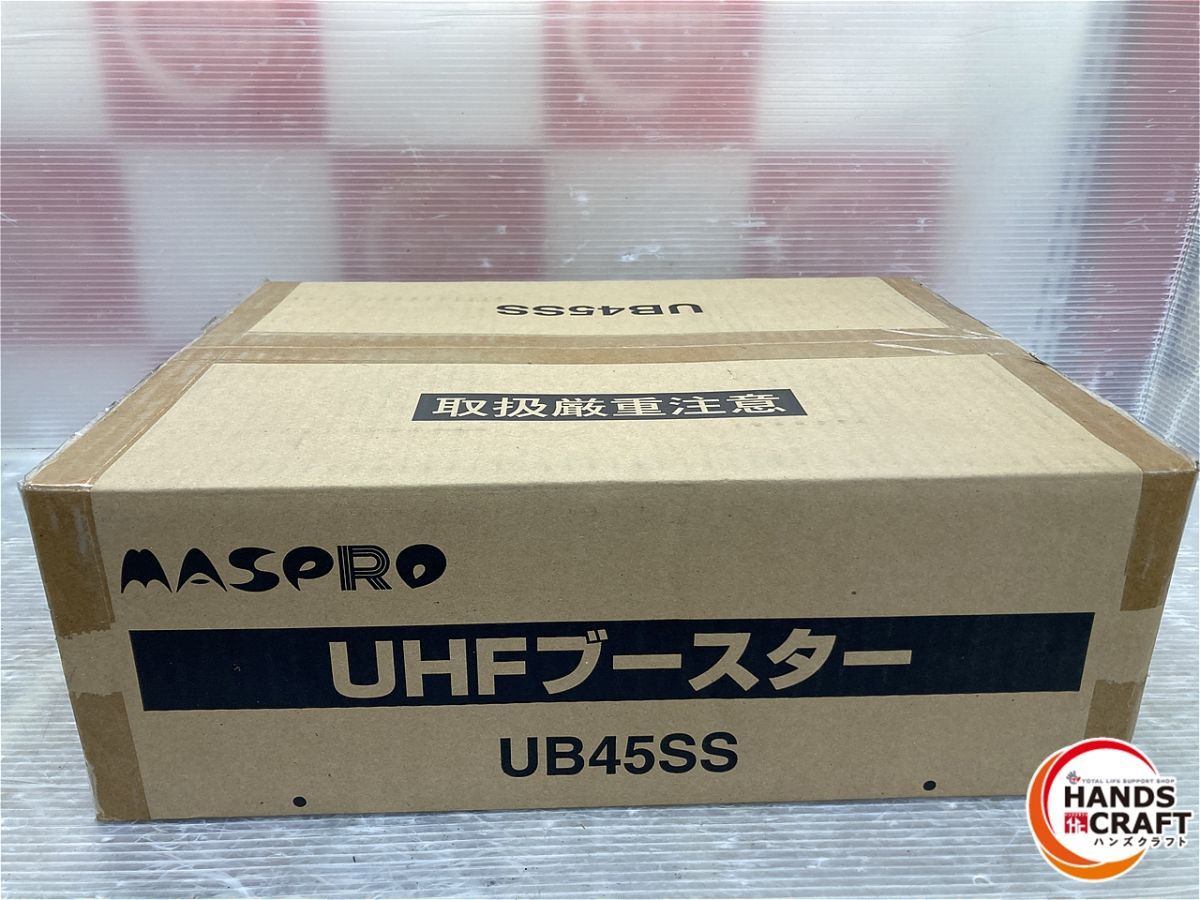 UB45SS
取扱厳重注意
MASPRO
UHFブースター
UB45SS
TOTAL LIFE SUPPORT SHOP
HANDS
CRAFT
ハンズクラフト